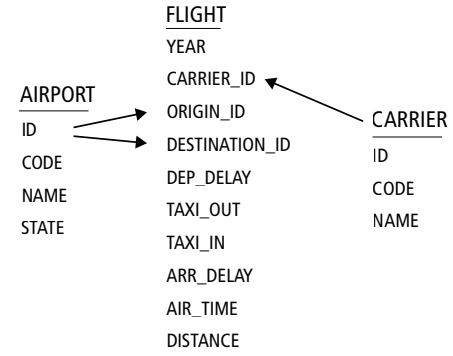 FLIGHT
YEAR
CARRIER_ID
ORIGIN_ID
DESTINATION_ID
DEP_DELAY
TAXI_OUT
TAXI_IN
ARR_DELAY
AIR_TIME
DISTANCE
AIRPORT
ID
CODE
NAME
STATE
CARRIER
ID
CODE
NAME